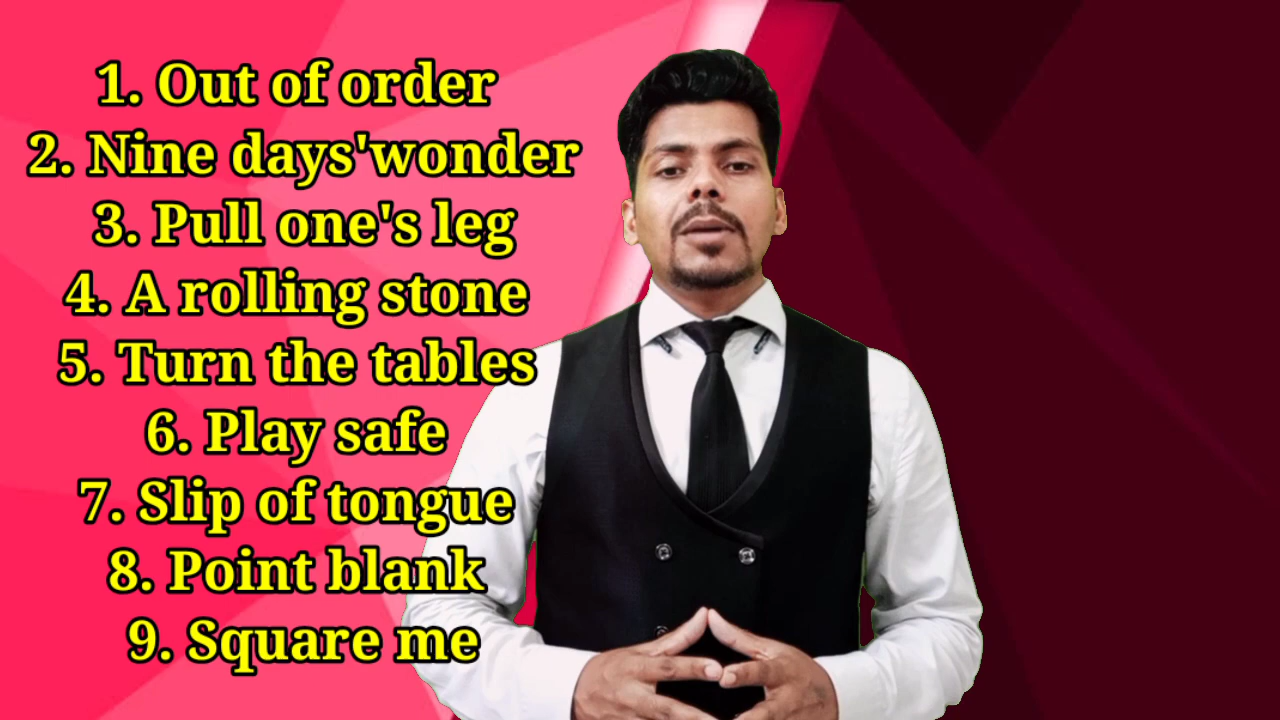 1. Out of order
2. Nine days'wonder
3. Pull one's leg
4. A rolling stone
5. Turn the tables
6. Play safe
7. Slip of tongue
8. Point blank
9. Square me